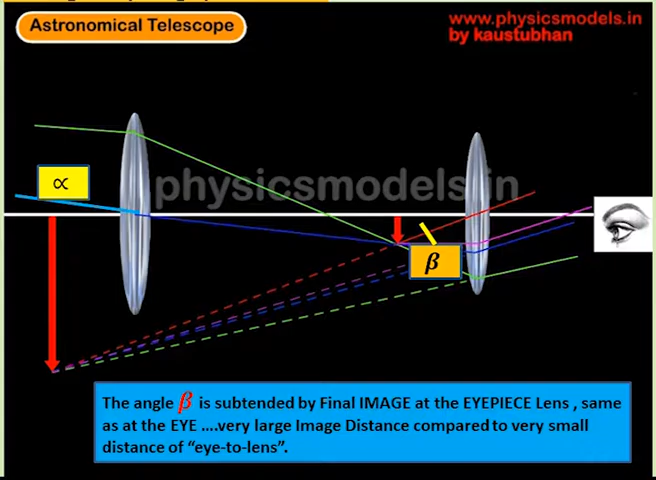 Astronomical Telescope
www.physicsmodels.in
by kaustubhan
∝
physicsmodels.in
β
The angle β is subtended by Final IMAGE at the EYEPIECE Lens , same
as at the EYE ....very large Image Distance compared to very small
distance of “eye-to-lens”.